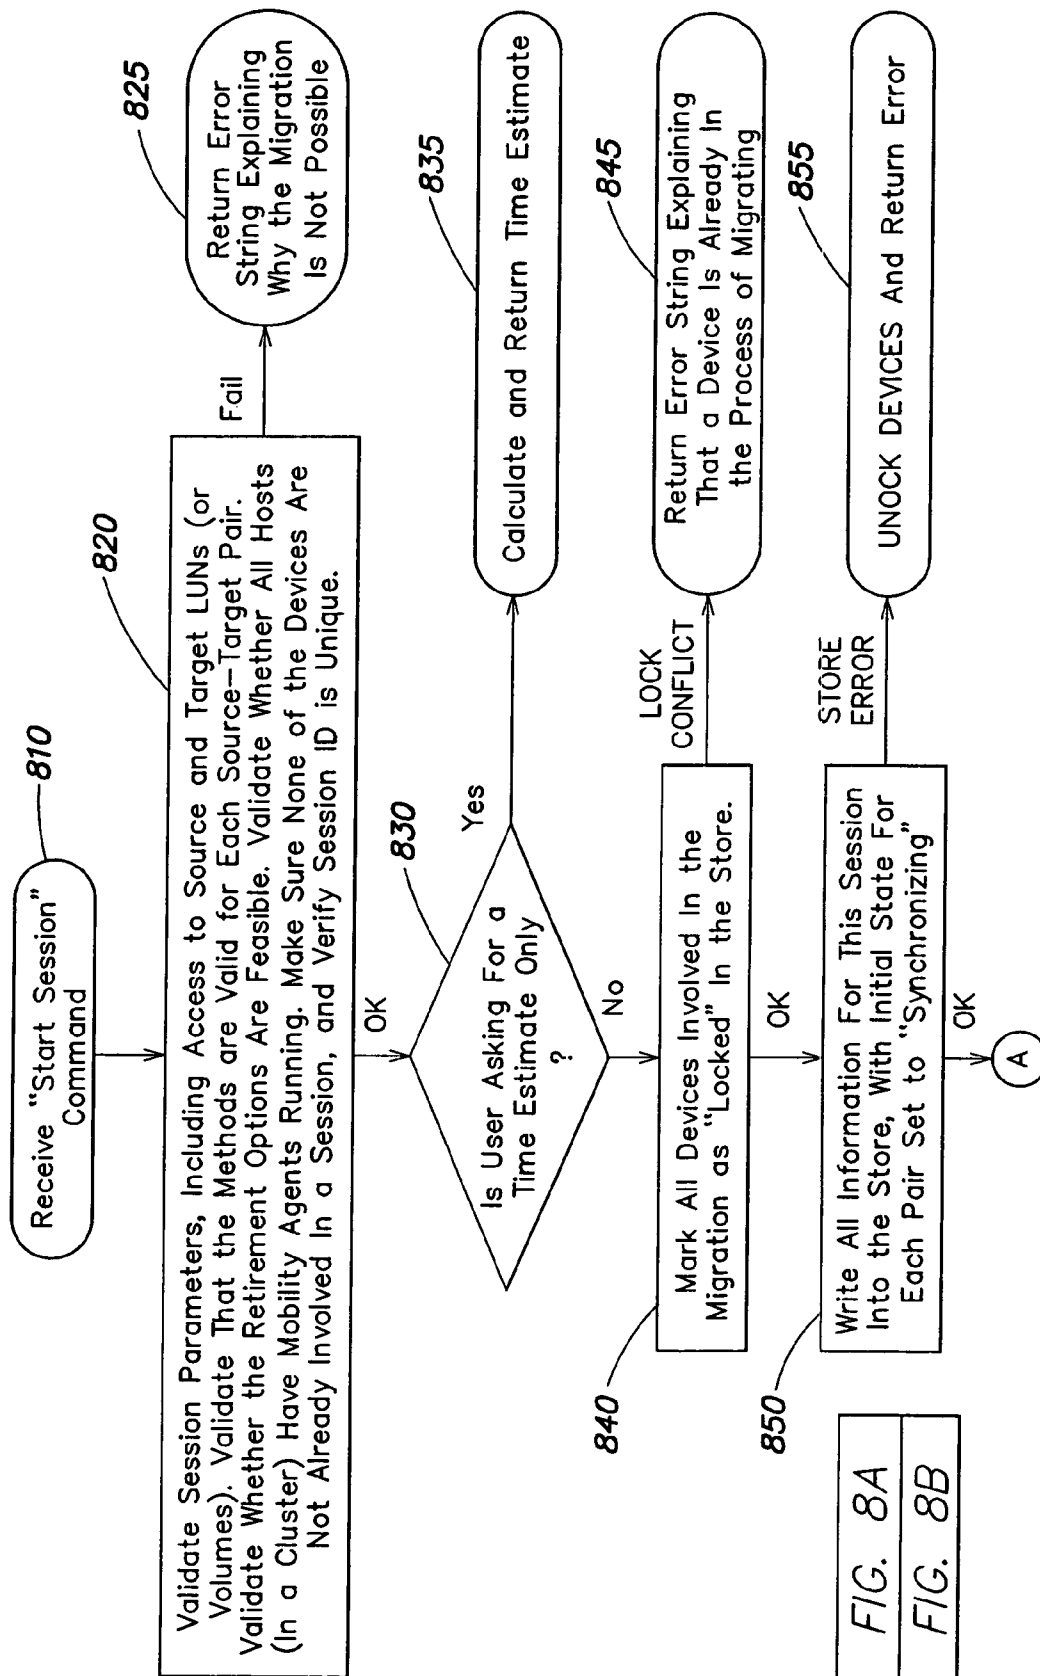 810
Receive “Start Session”
Command
820
Validate Session Parameters, Including Access to Source and Target LUNs (or
Volumes). Validate That the Methods are Valid for Each Source-Target Pair.
Validate Whether the Retirement Options Are Feasible. Validate Whether All Hosts
(In a Cluster) Have Mobility Agents Running. Make Sure None of the Devices Are
Not Already Involved In a Session, and Verify Session ID is Unique.
Fail
825
Return Error
String Explaining
Why the Migration
Is Not Possible
OK
830
Is User Asking For a
Time Estimate Only
?
Yes
835
Calculate and Return Time Estimate
No
840
Mark All Devices Involved In the
Migration as “Locked” In the Store.
LOCK
CONFLICT
845
Return Error String Explaining
That a Device Is Already In
the Process of Migrating
OK
850
Write All Information For This Session
Into the Store, With Initial State For
Each Pair Set to “Synchronizing”
STORE
ERROR
855
UNOCK DEVICES And Return Error
OK
A
FIG. 8A
FIG. 8B